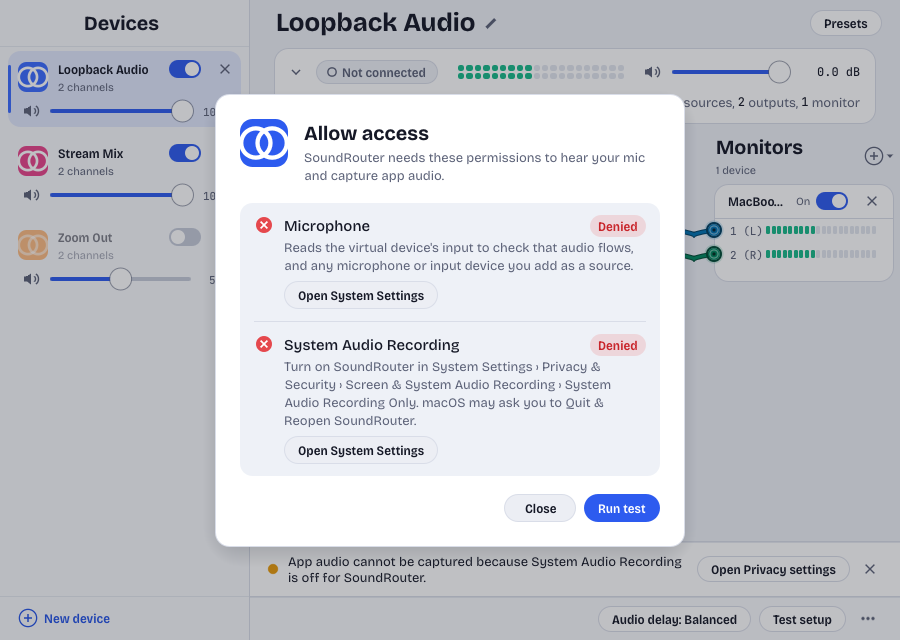 Devices
Loopback Audio
2 channels
10
Stream Mix
2 channels
10
Zoom Out
2 channels
5
New device
Loopback Audio
Presets
Not connected
0.0 dB
sources, 2 outputs, 1 monitor
Monitors
1 device
MacBoo...
On
1 (L)
2 (R)
Allow access
SoundRouter needs these permissions to hear your mic
and capture app audio.
Microphone
Denied
Reads the virtual device's input to check that audio flows,
and any microphone or input device you add as a source.
Open System Settings
System Audio Recording
Denied
Turn on SoundRouter in System Settings › Privacy &
Security › Screen & System Audio Recording › System
Audio Recording Only. macOS may ask you to Quit &
Reopen SoundRouter.
Open System Settings
Close
Run test
App audio cannot be captured because System Audio Recording
is off for SoundRouter.
Open Privacy settings
Audio delay: Balanced
Test setup